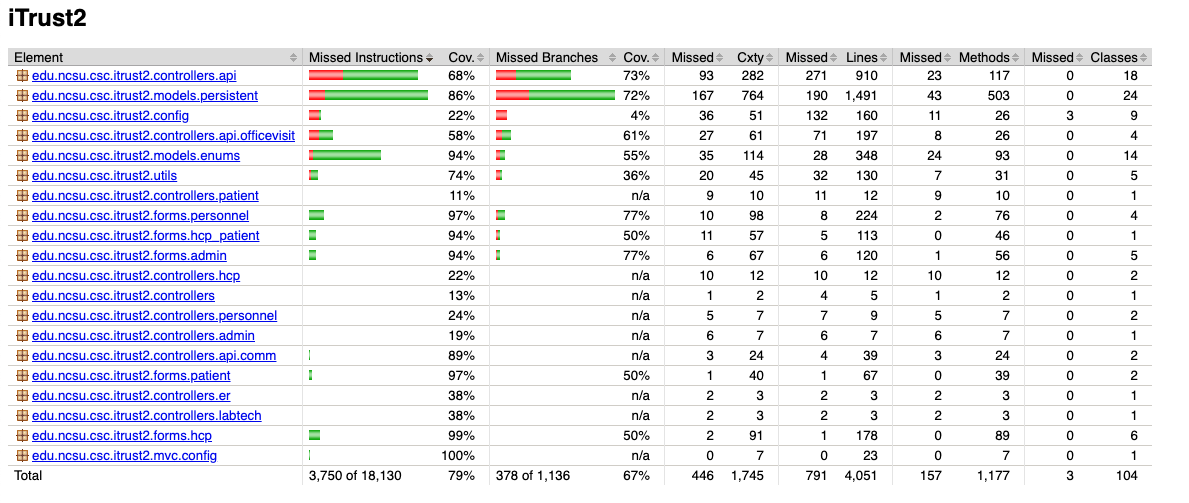 iTrust2
Element Missed Instructions Cov. Missed Branches Cov. Missed Cxty Missed Lines Missed Methods Missed Classes
edu.ncsu.csc.itrust2.controllers.api 68% 73% 93 282 271 910 23 117 0 18
edu.ncsu.csc.itrust2.models.persistent 86% 72% 167 764 190 1,491 43 503 0 24
edu.ncsu.csc.itrust2.config 22% 4% 36 51 132 160 11 26 3 9
edu.ncsu.csc.itrust2.controllers.api.officevisit 58% 61% 27 61 71 197 8 26 0 4
edu.ncsu.csc.itrust2.models.enums 94% 55% 35 114 28 348 24 93 0 14
edu.ncsu.csc.itrust2.utils 74% 36% 20 45 32 130 7 31 0 5
edu.ncsu.csc.itrust2.controllers.patient 11% n/a 9 10 11 12 9 10 0 1
edu.ncsu.csc.itrust2.forms.personnel 97% 77% 10 98 8 224 2 76 0 4
edu.ncsu.csc.itrust2.forms.hcp_patient 94% 50% 11 57 5 113 0 46 0 1
edu.ncsu.csc.itrust2.forms.admin 94% 77% 6 67 6 120 1 56 0 5
edu.ncsu.csc.itrust2.controllers.hcp 22% n/a 10 12 10 12 10 12 0 2
edu.ncsu.csc.itrust2.controllers 13% n/a 1 2 4 5 1 2 0 1
edu.ncsu.csc.itrust2.controllers.personnel 24% n/a 5 7 7 9 5 7 0 2
edu.ncsu.csc.itrust2.controllers.admin 19% n/a 6 7 6 7 6 7 0 1
edu.ncsu.csc.itrust2.controllers.api.comm 89% n/a 3 24 4 39 3 24 0 2
edu.ncsu.csc.itrust2.forms.patient 97% 50% 1 40 1 67 0 39 0 2
edu.ncsu.csc.itrust2.controllers.er 38% n/a 2 3 2 3 2 3 0 1
edu.ncsu.csc.itrust2.controllers.labtech 38% n/a 2 3 2 3 2 3 0 1
edu.ncsu.csc.itrust2.forms.hcp 99% 50% 2 91 1 178 0 89 0 6
edu.ncsu.csc.itrust2.mvc.config 100% n/a 0 7 0 23 0 7 0 1
Total 3,750 of 18,130 79% 378 of 1,136 67% 446 1,745 791 4,051 157 1,177 3 104